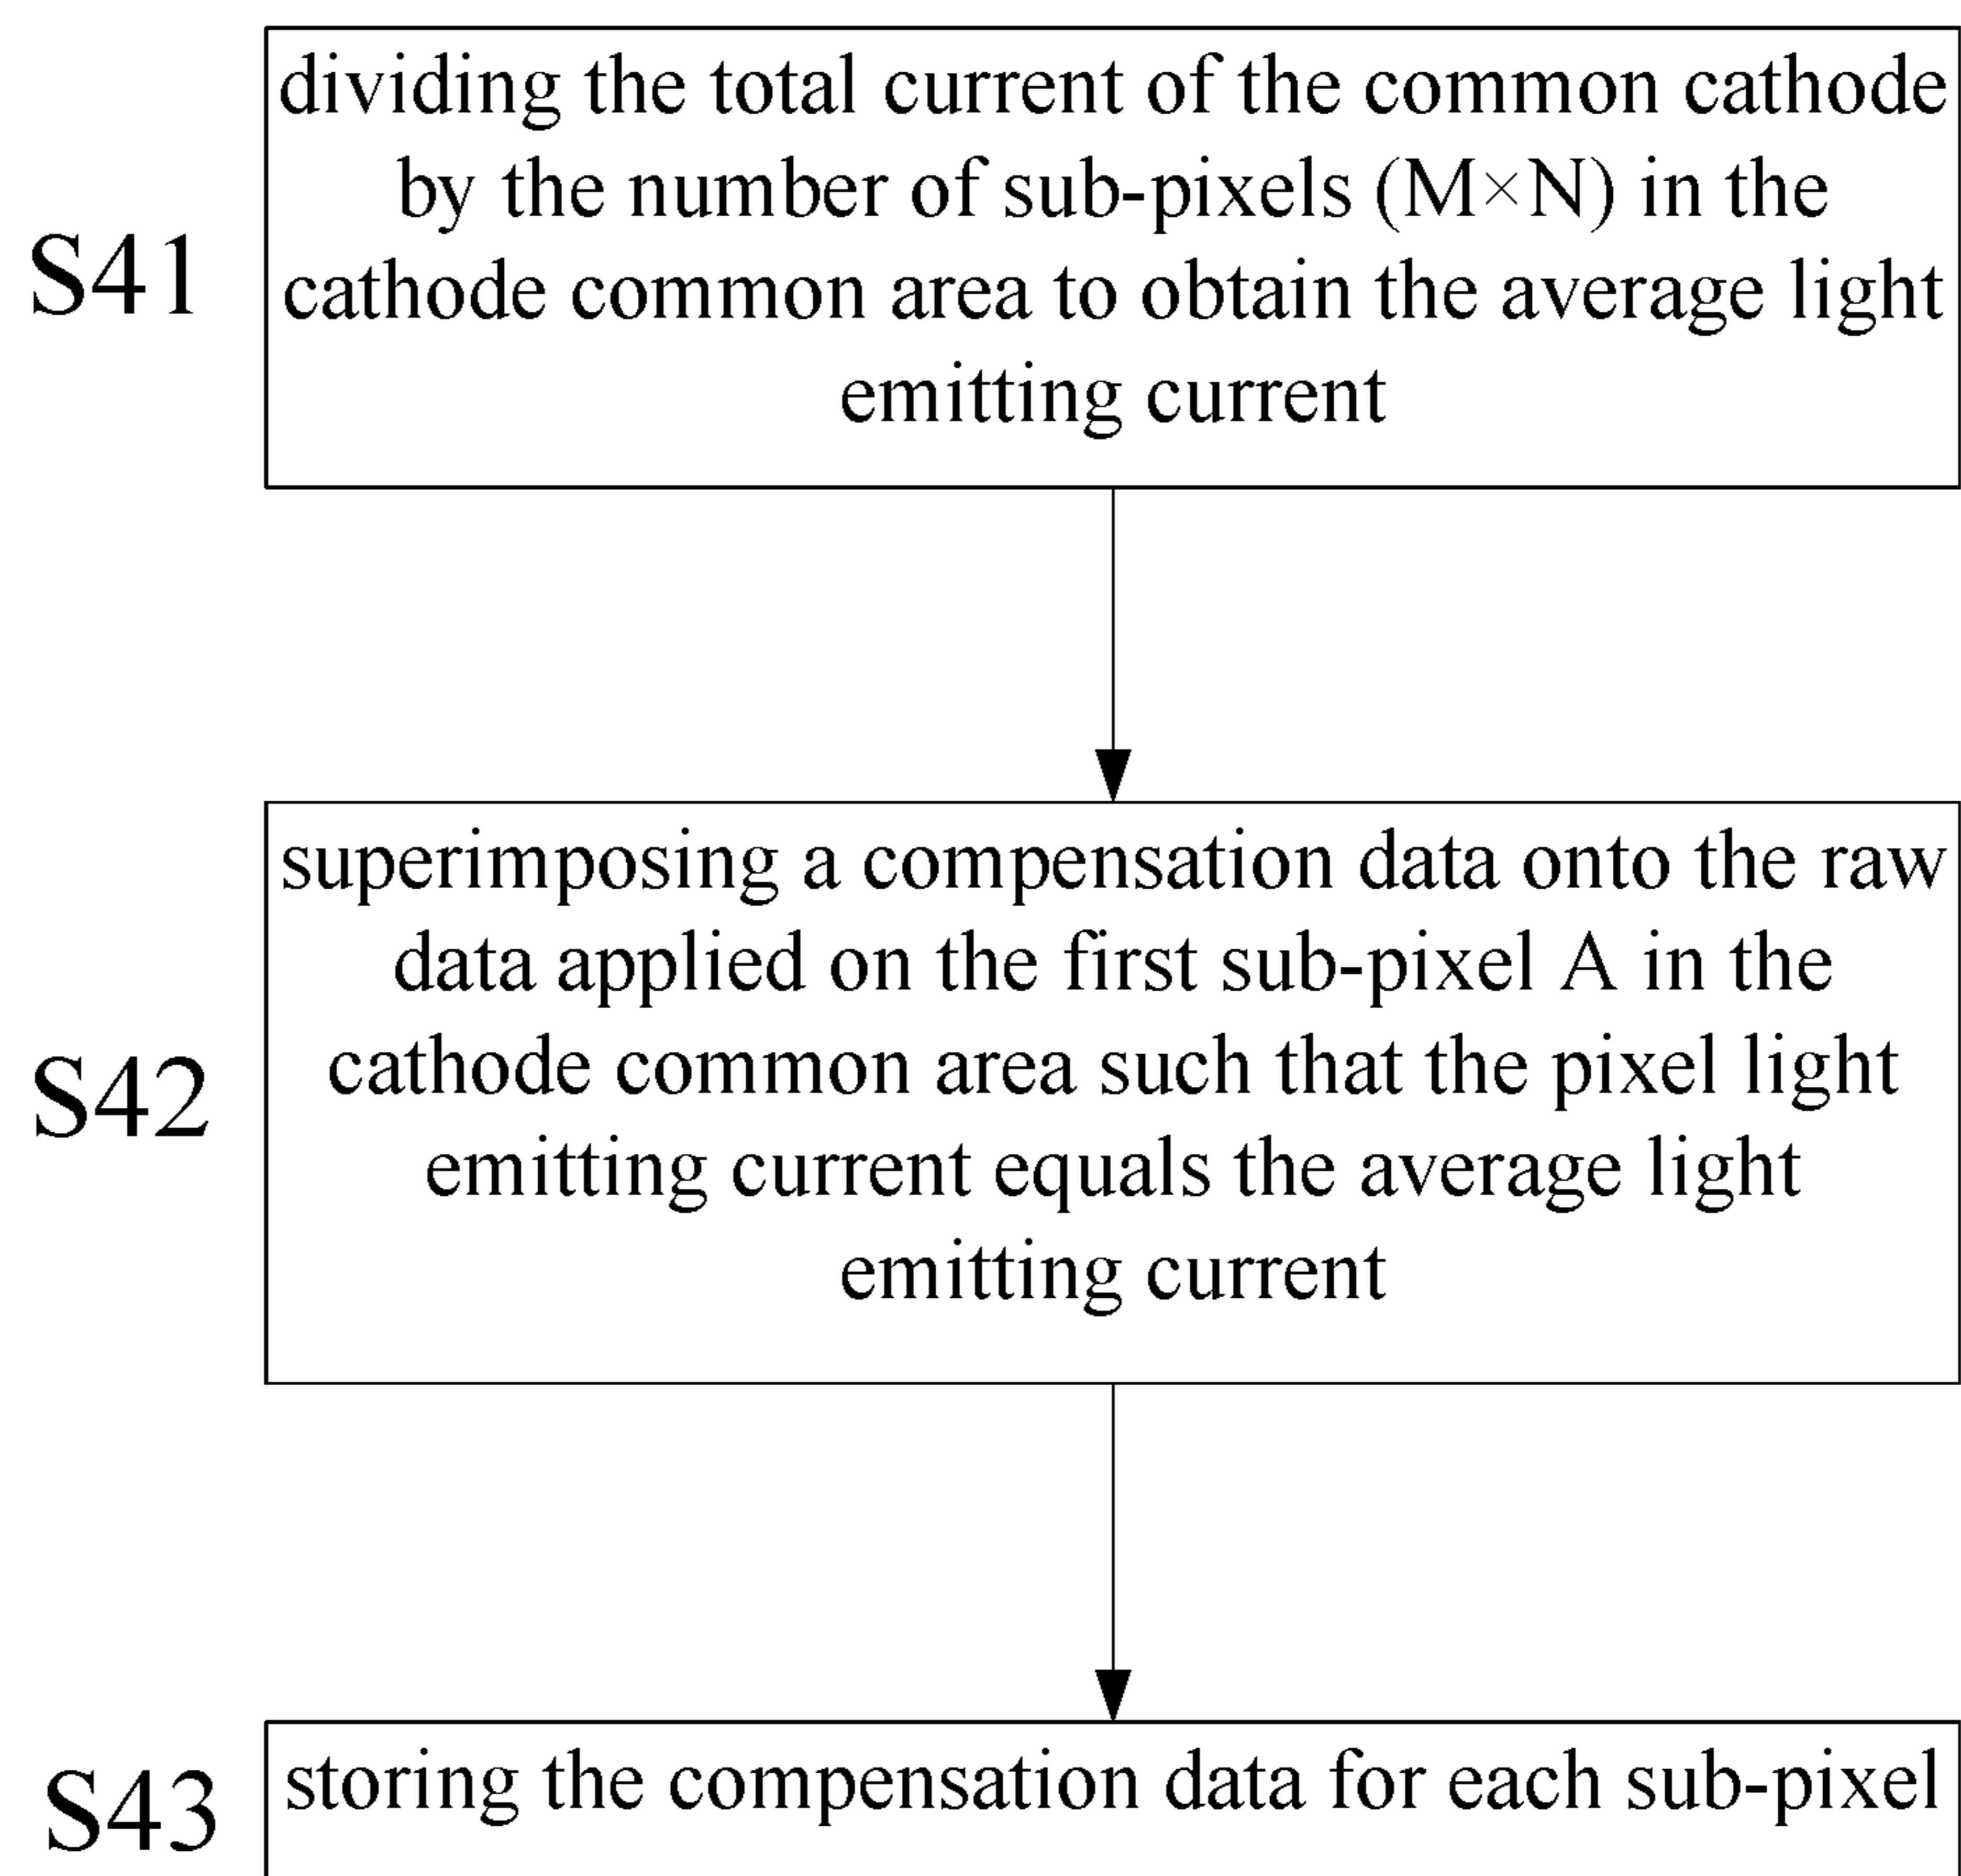 S41
dividing the total current of the common cathode
by the number of sub-pixels (M×N) in the
cathode common area to obtain the average light
emitting current
S42
superimposing a compensation data onto the raw
data applied on the first sub-pixel A in the
cathode common area such that the pixel light
emitting current equals the average light
emitting current
S43
storing the compensation data for each sub-pixel